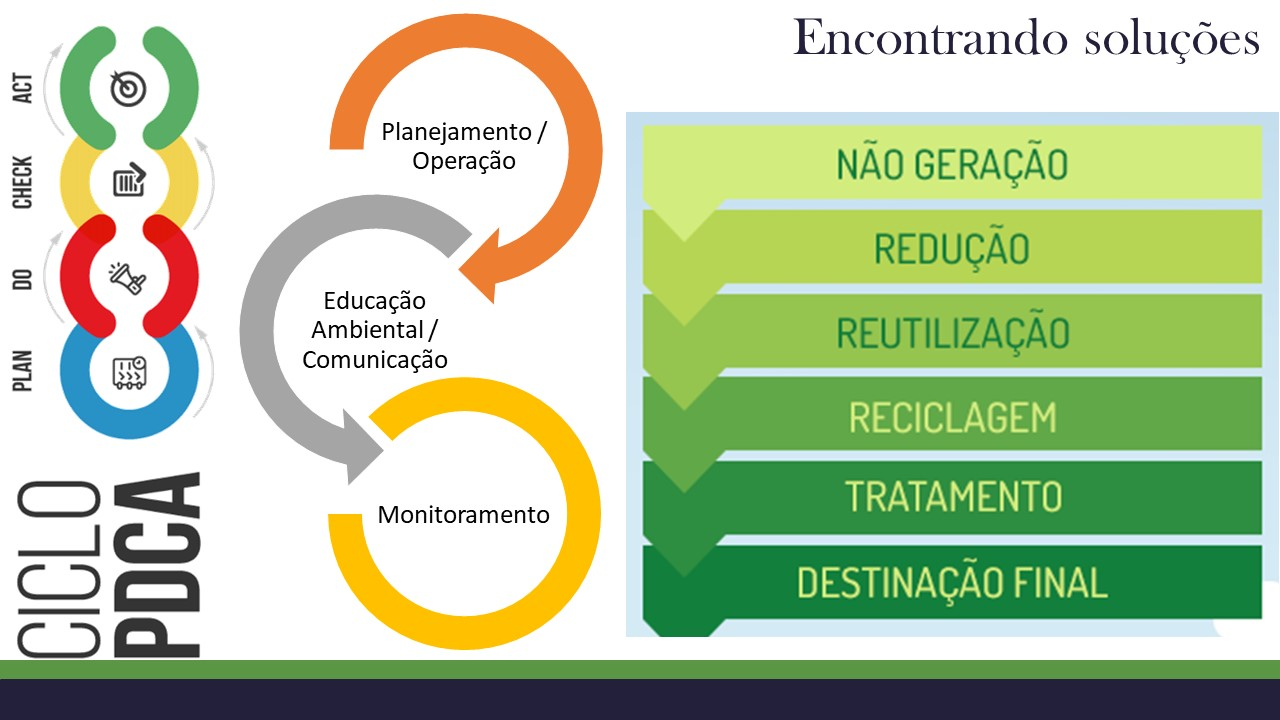 Encontrando soluções
ACT
CHECK
DO
PLAN
CICLO
PDCA
Planejamento /
Operação
Educação
Ambiental /
Comunicação
Monitoramento
NÃO GERAÇÃO
REDUÇÃO
REUTILIZAÇÃO
RECICLAGEM
TRATAMENTO
DESTINAÇÃO FINAL